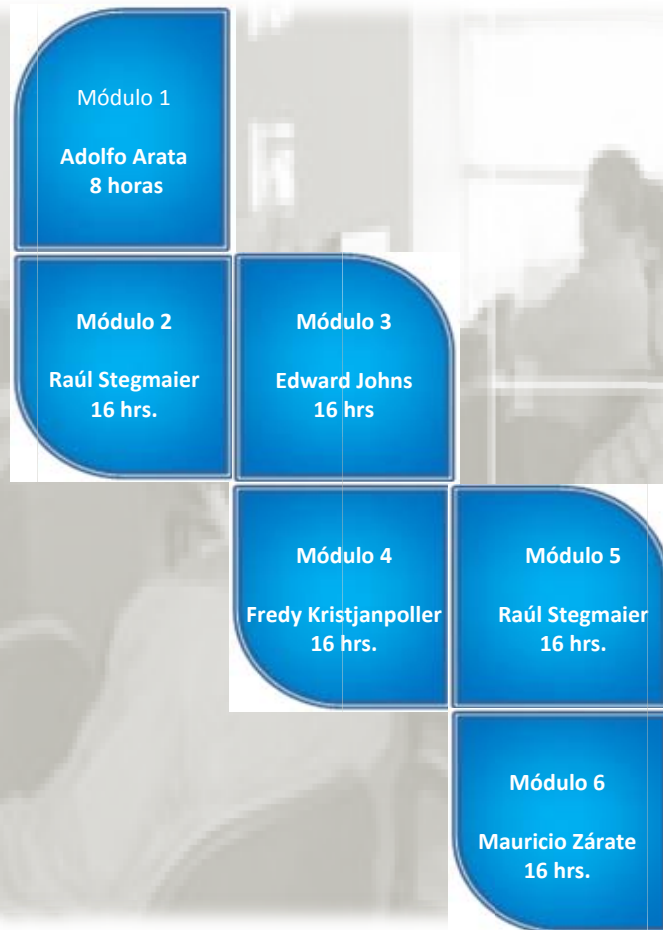 Módulo 1
Adolfo Arata
8 horas
Módulo 2
Raúl Stegmaier
16 hrs.
Módulo 3
Edward Johns
16 hrs
Módulo 4
Fredy Kristjanpoller
16 hrs.
Módulo 5
Raúl Stegmaier
16 hrs.
Módulo 6
Mauricio Zárate
16 hrs.